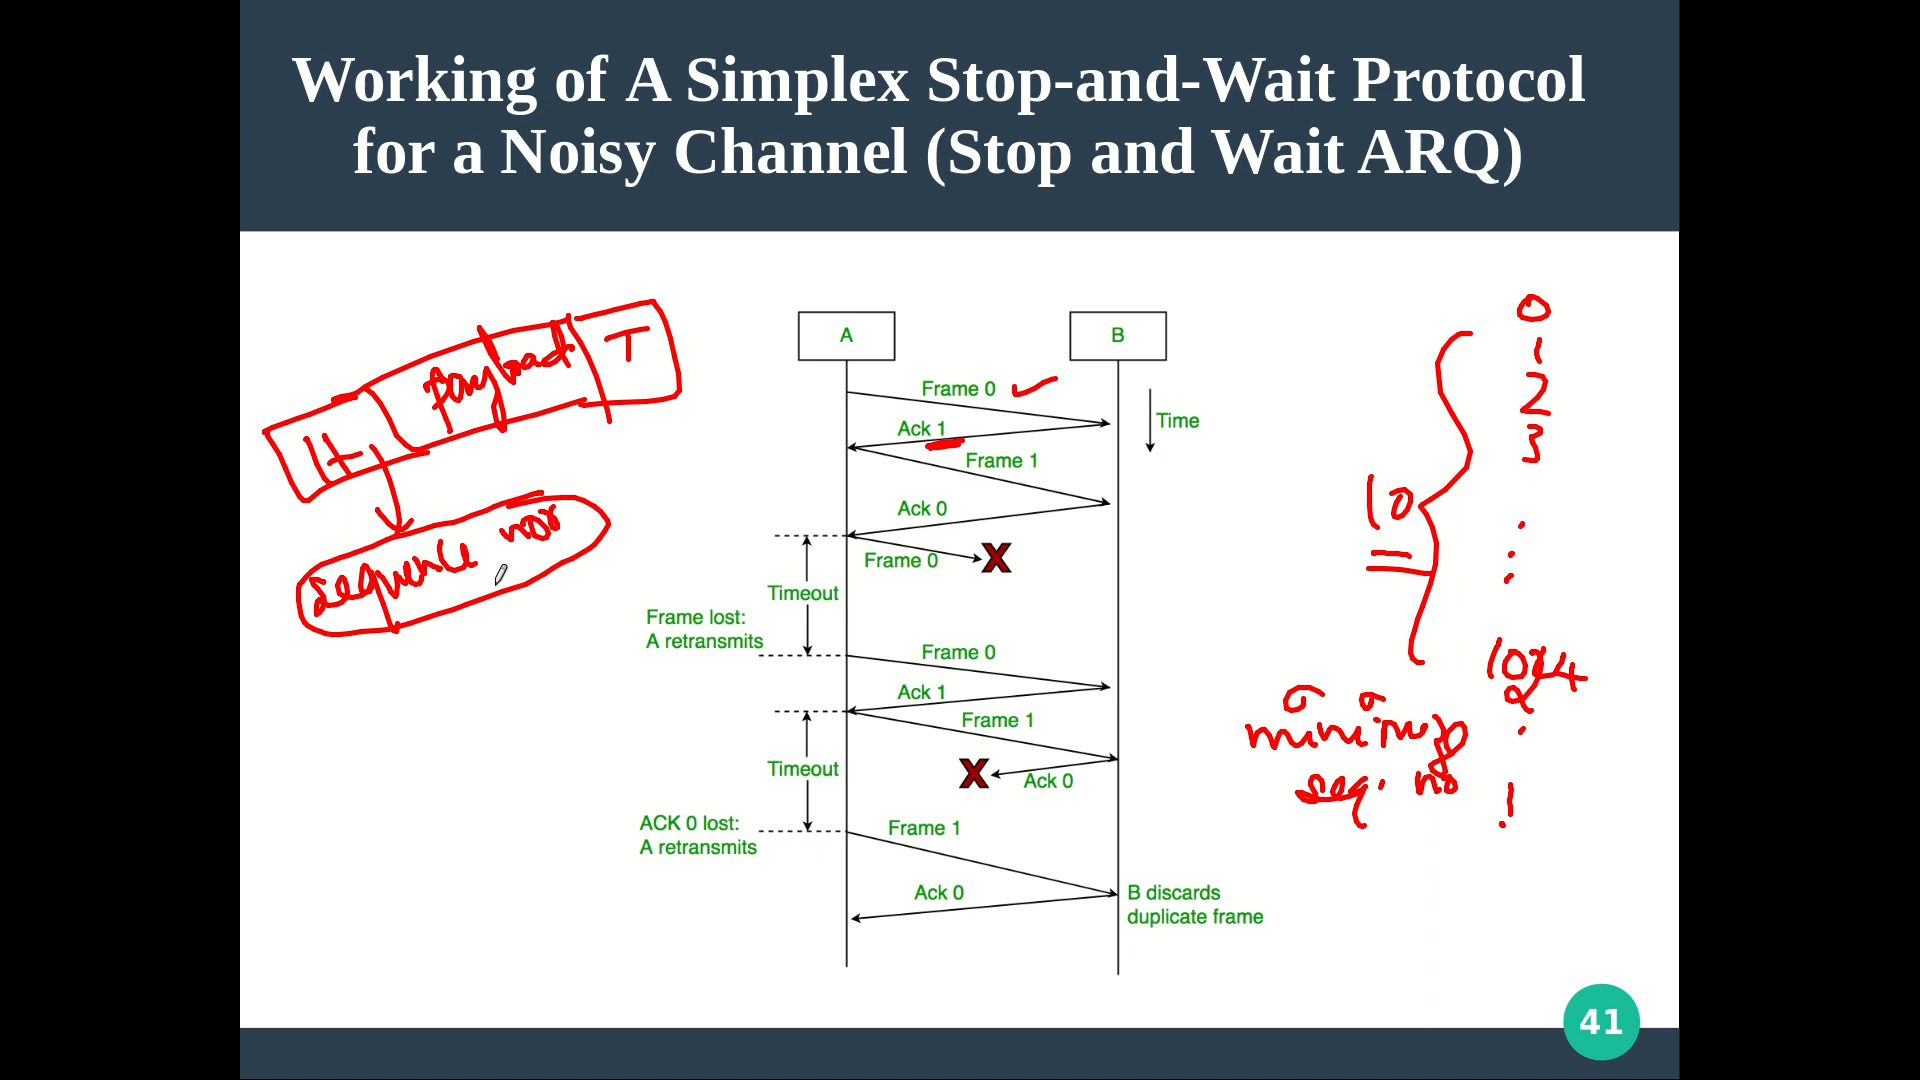 Working of A Simplex Stop-and-Wait Protocol
for a Noisy Channel (Stop and Wait ARQ)
H payload T
sequence nos
A
B
Frame 0
Ack 1
Time
Frame 1
Ack 0
Frame 0
X
Timeout
Frame lost:
A retransmits
Frame 0
Ack 1
Frame 1
Timeout
X
Ack 0
ACK 0 lost:
A retransmits
Frame 1
Ack 0
B discards
duplicate frame
0
1
2
3
10
1024
seq. no
41